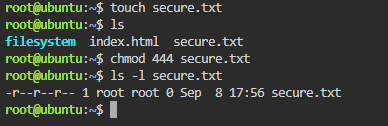 root@ubuntu:~$ touch secure.txt
root@ubuntu:~$ ls
filesystem  index.html  secure.txt
root@ubuntu:~$ chmod 444 secure.txt
root@ubuntu:~$ ls -l secure.txt
-r--r--r-- 1 root root 0 Sep  8 17:56 secure.txt
root@ubuntu:~$